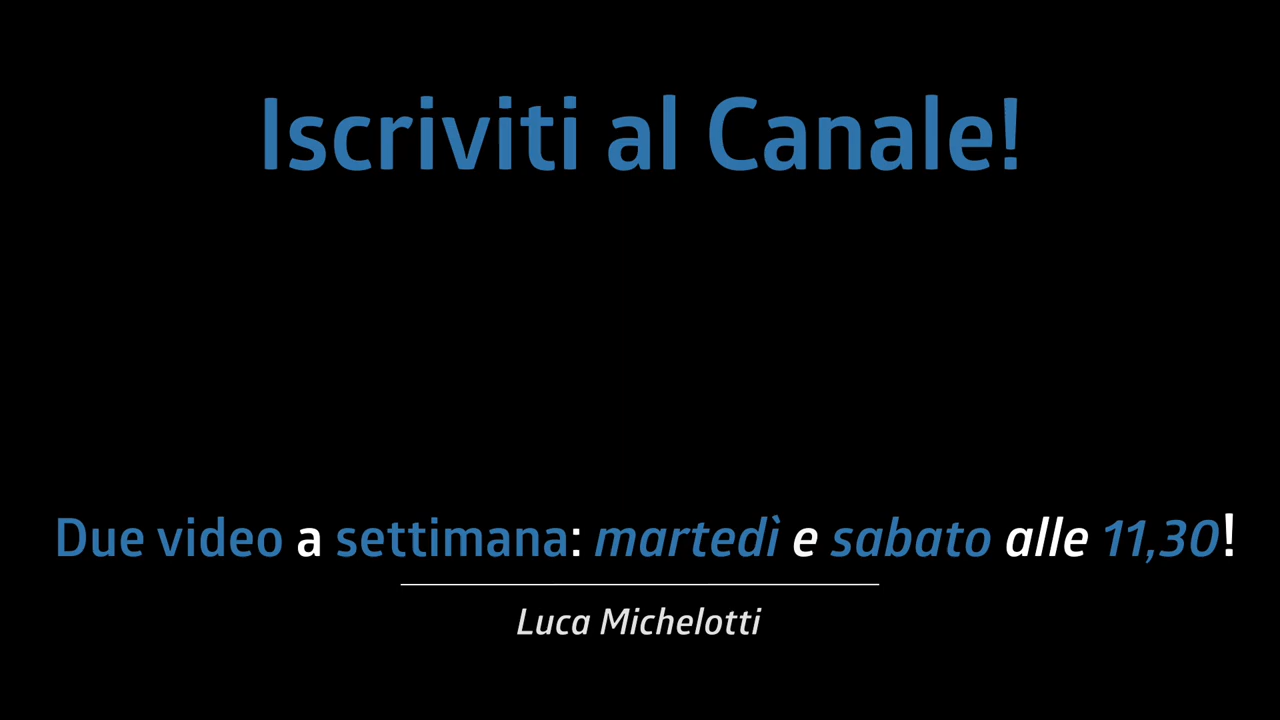 Iscriviti al Canale!
Due video a settimana: martedì e sabato alle 11,30!
Luca Michelotti